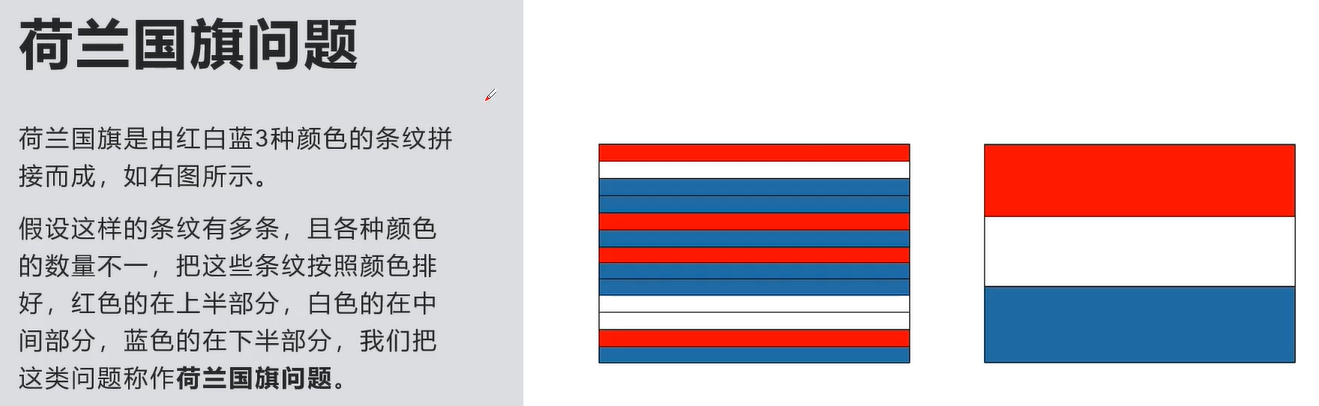 荷兰国旗问题
荷兰国旗是由红白蓝3种颜色的条纹拼
接而成，如右图所示。
假设这样的条纹有多条，且各种颜色
的数量不一，把这些条纹按照颜色排
好，红色的在上半部分，白色的在中
间部分，蓝色的在下半部分，我们把
这类问题称作荷兰国旗问题。